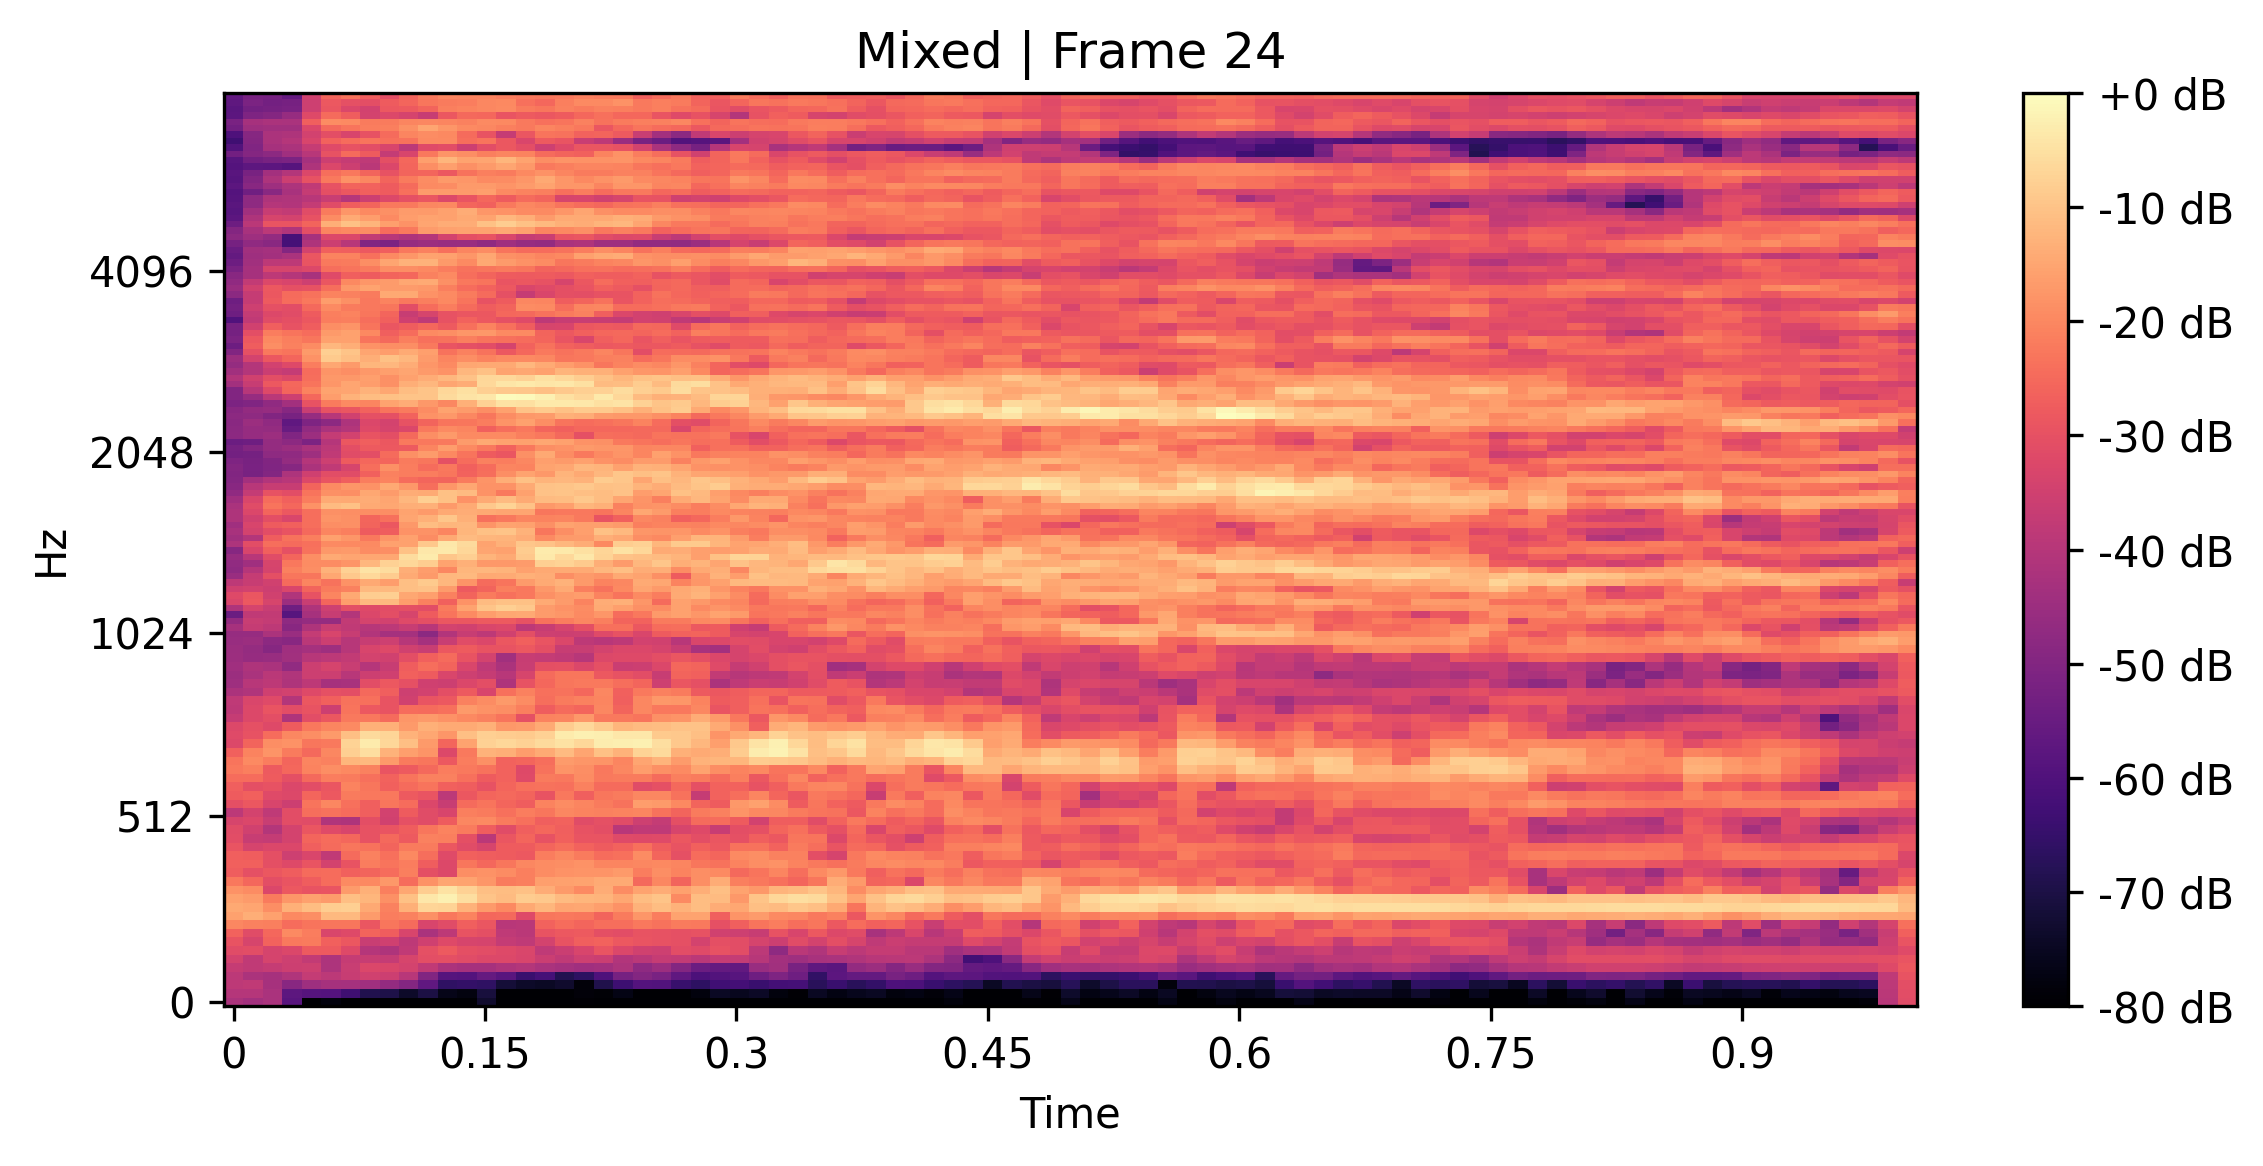 Mixed | Frame 24
Hz
4096
2048
1024
512
0
0
0.15
0.3
0.45
0.6
0.75
0.9
Time
+0 dB
-10 dB
-20 dB
-30 dB
-40 dB
-50 dB
-60 dB
-70 dB
-80 dB